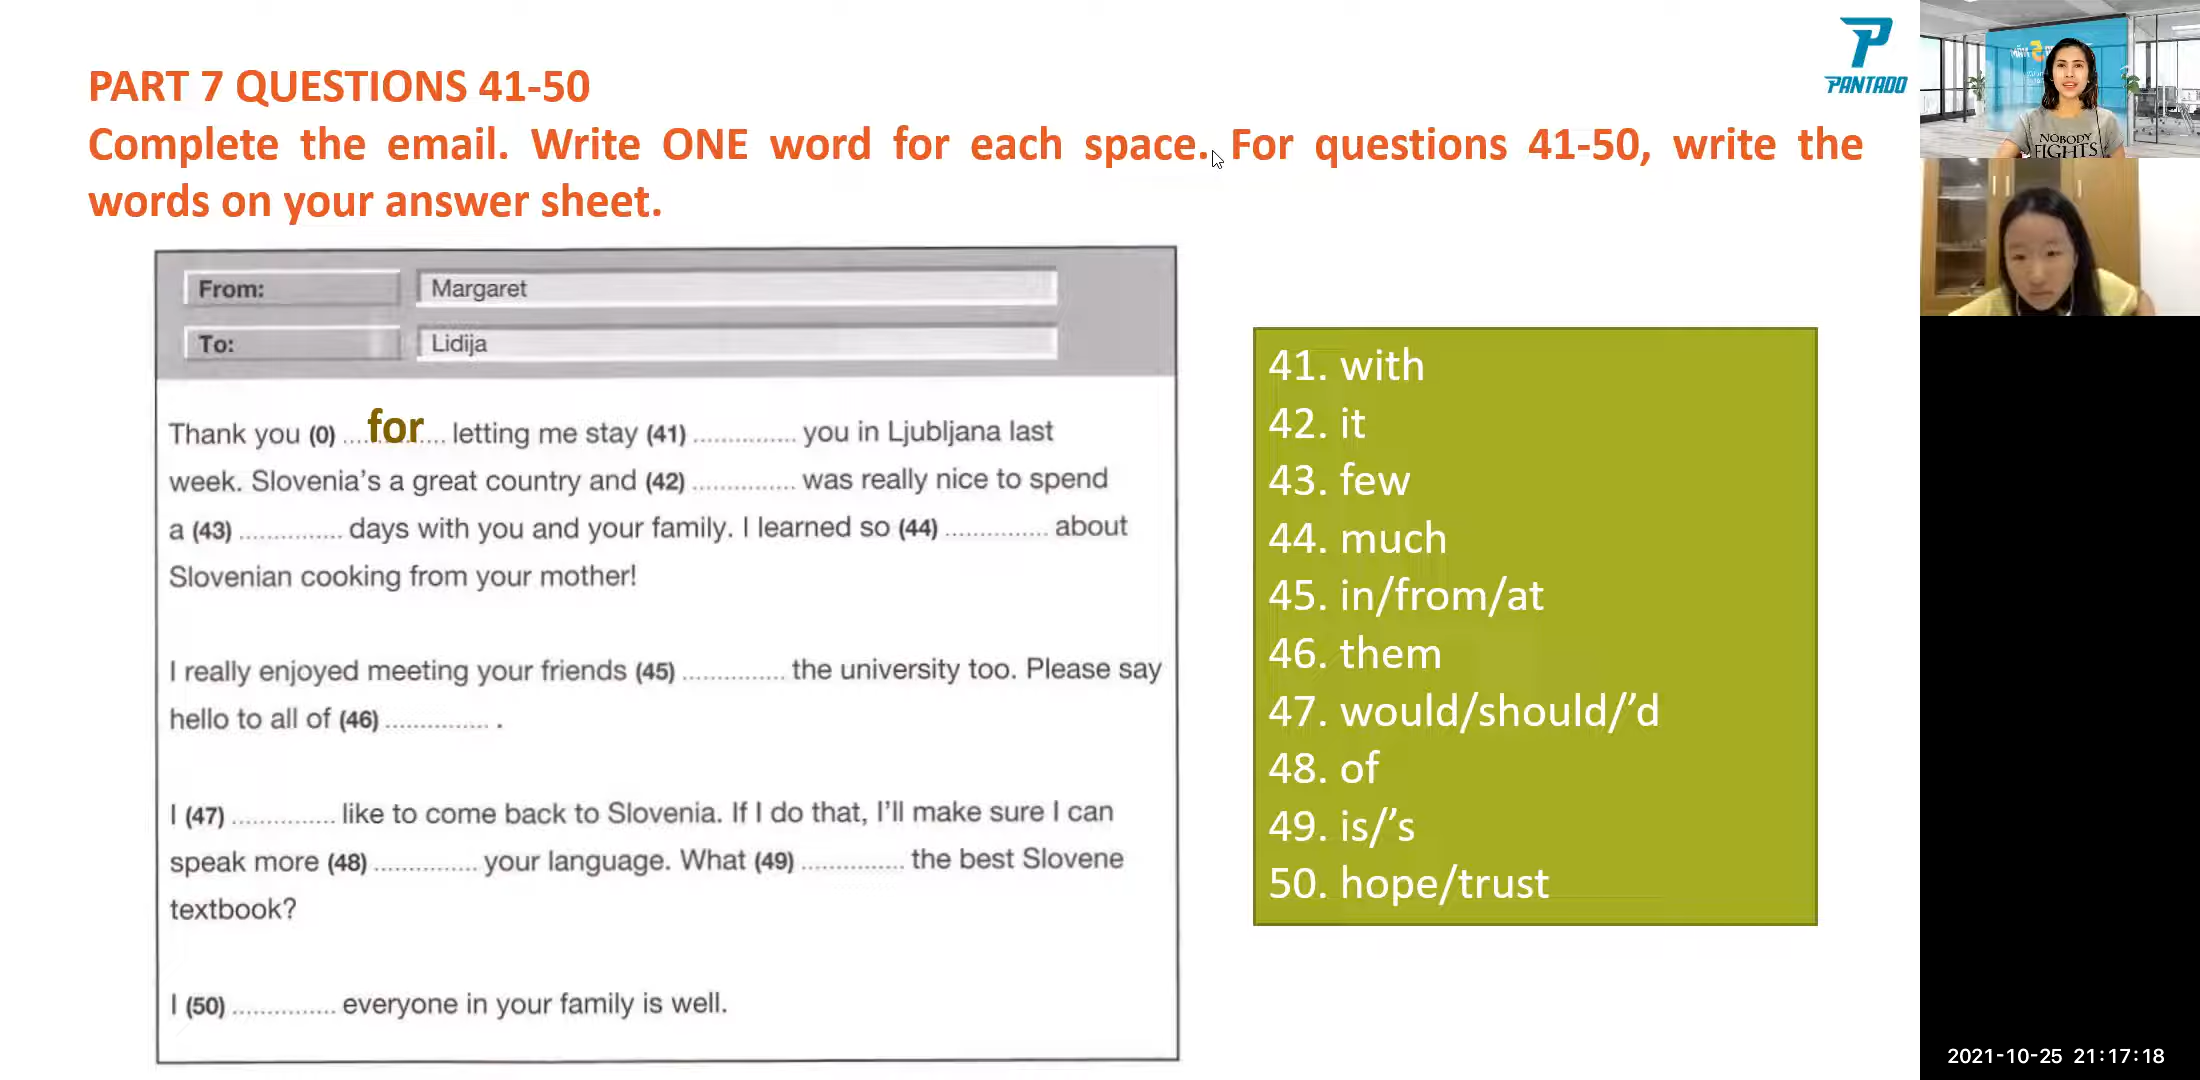 PART 7 QUESTIONS 41-50
Complete the email. Write ONE word for each space. For questions 41-50, write the
words on your answer sheet.
PANTADO
NOBODY
FIGHTS
From: Margaret
To: Lidija
Thank you (0) ....for.... letting me stay (41) .............. you in Ljubljana last
week. Slovenia's a great country and (42) .............. was really nice to spend
a (43) .............. days with you and your family. I learned so (44) .............. about
Slovenian cooking from your mother!
I really enjoyed meeting your friends (45) .............. the university too. Please say
hello to all of (46) .............. .
I (47) .............. like to come back to Slovenia. If I do that, I'll make sure I can
speak more (48) .............. your language. What (49) .............. the best Slovene
textbook?
I (50) .............. everyone in your family is well.
41. with
42. it
43. few
44. much
45. in/from/at
46. them
47. would/should/'d
48. of
49. is/'s
50. hope/trust
2021-10-25 21:17:18